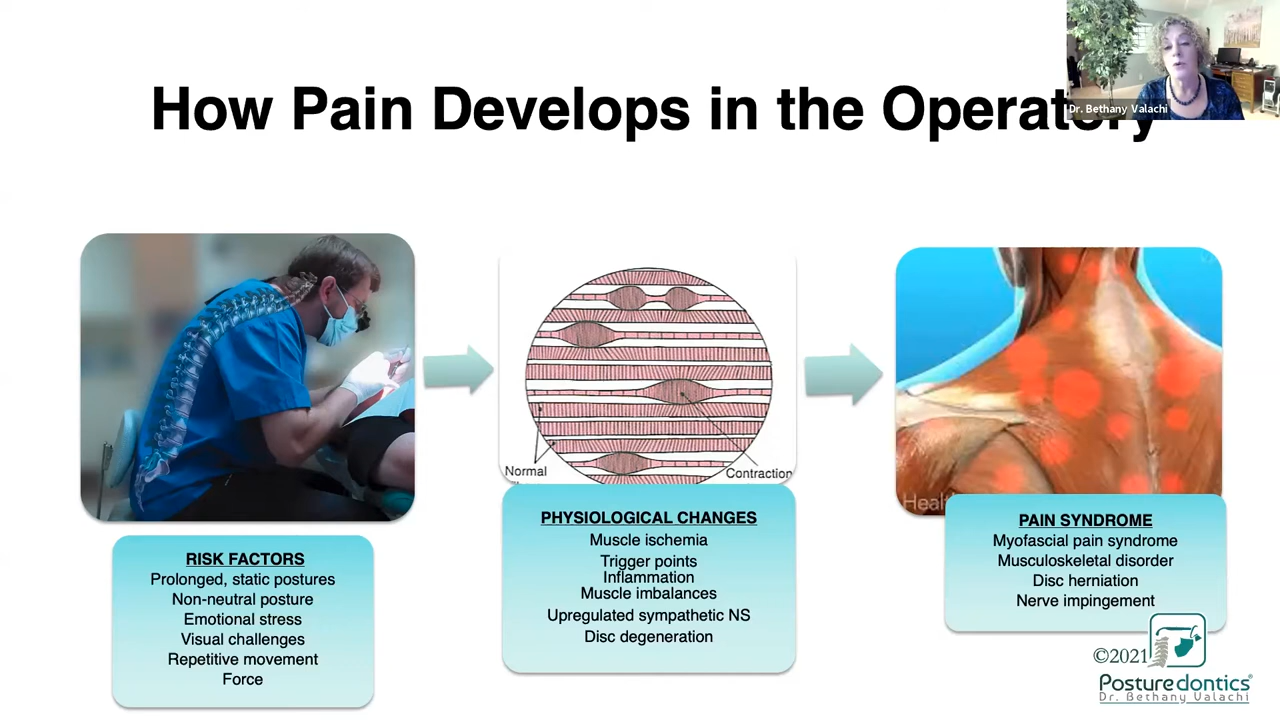 How Pain Develops in the Operatory
Dr. Bethany Valachi
Normal
Contraction
Heal
RISK FACTORS
Prolonged, static postures
Non-neutral posture
Emotional stress
Visual challenges
Repetitive movement
Force
PHYSIOLOGICAL CHANGES
Muscle ischemia
Trigger points
Inflammation
Muscle imbalances
Upregulated sympathetic NS
Disc degeneration
PAIN SYNDROME
Myofascial pain syndrome
Musculoskeletal disorder
Disc herniation
Nerve impingement
©2021
Posturedontics®
Dr. Bethany Valachi